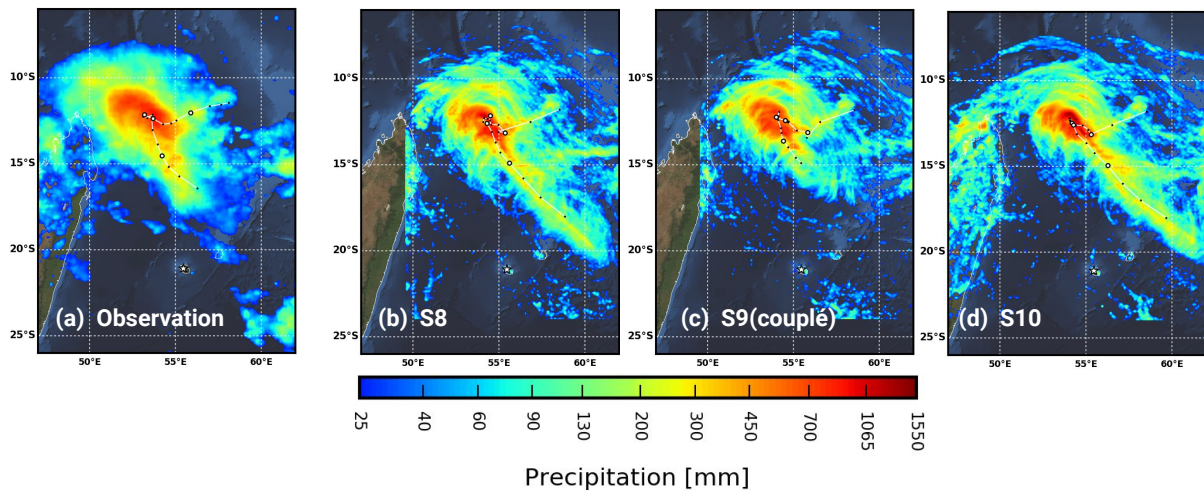 10°S
15°S
20°S
25°S
50°E
55°E
60°E
(a) Observation
10°S
15°S
20°S
25°S
50°E
55°E
60°E
(b) S8
10°S
15°S
20°S
25°S
50°E
55°E
60°E
(c) S9(couplé)
10°S
15°S
20°S
25°S
50°E
55°E
60°E
(d) S10
25
40
60
90
130
200
300
450
700
1065
1550
Precipitation [mm]